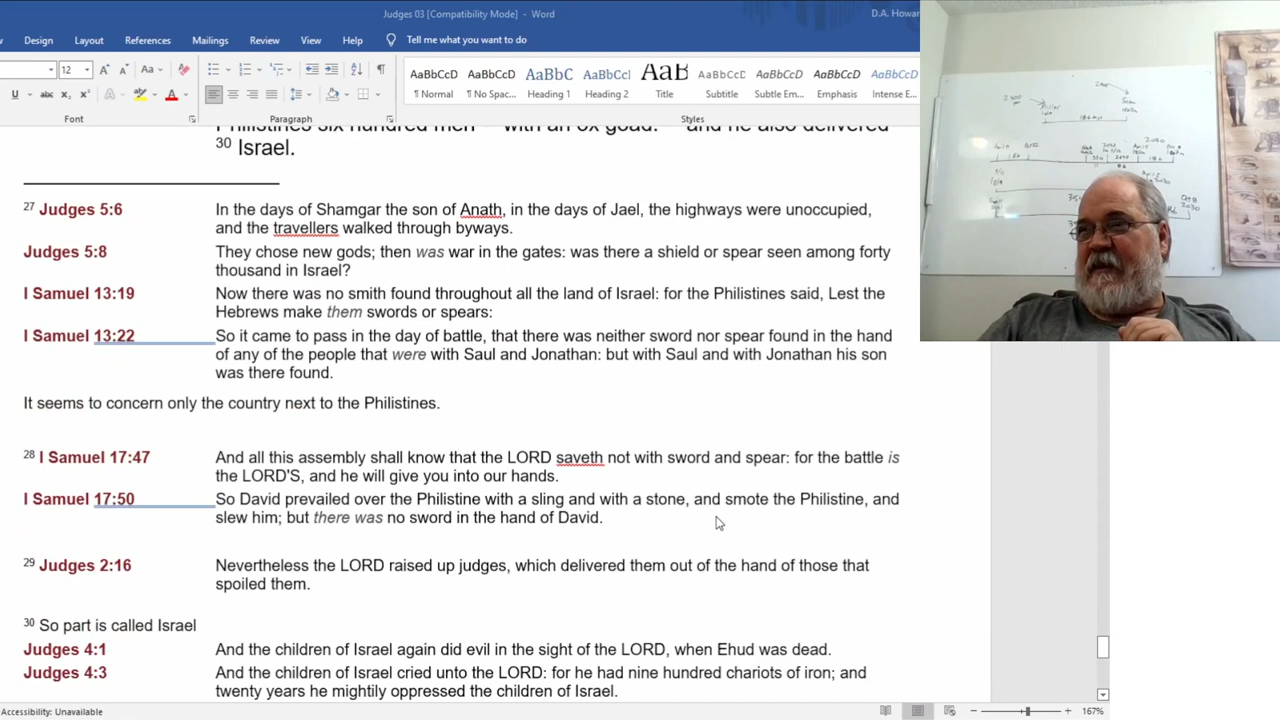 Judges 03 [Compatibility Mode] - Word
D.A. Howar
Design Layout References Mailings Review View Help Tell me what you want to do
12 Aa
AaBbCcD AaBbCcD AaBbC AaBbCcI AaB AaBbCcD AaBbCcD AaBbCcD AaBbCcD
¶ Normal ¶ No Spac... Heading 1 Heading 2 Title Subtitle Subtle Em... Emphasis Intense E...
Font Paragraph Styles
Philistines six hundred men with an ox goad: and he also delivered
30 Israel.
27 Judges 5:6 In the days of Shamgar the son of Anath, in the days of Jael, the highways were unoccupied,
and the travellers walked through byways.
Judges 5:8 They chose new gods; then was war in the gates: was there a shield or spear seen among forty
thousand in Israel?
I Samuel 13:19 Now there was no smith found throughout all the land of Israel: for the Philistines said, Lest the
Hebrews make them swords or spears:
I Samuel 13:22 So it came to pass in the day of battle, that there was neither sword nor spear found in the hand
of any of the people that were with Saul and Jonathan: but with Saul and with Jonathan his son
was there found.
It seems to concern only the country next to the Philistines.
28 I Samuel 17:47 And all this assembly shall know that the LORD saveth not with sword and spear: for the battle is
the LORD'S, and he will give you into our hands.
I Samuel 17:50 So David prevailed over the Philistine with a sling and with a stone, and smote the Philistine, and
slew him; but there was no sword in the hand of David.
29 Judges 2:16 Nevertheless the LORD raised up judges, which delivered them out of the hand of those that
spoiled them.
30 So part is called Israel
Judges 4:1 And the children of Israel again did evil in the sight of the LORD, when Ehud was dead.
Judges 4:3 And the children of Israel cried unto the LORD: for he had nine hundred chariots of iron; and
twenty years he mightily oppressed the children of Israel.
Accessibility: Unavailable
167%